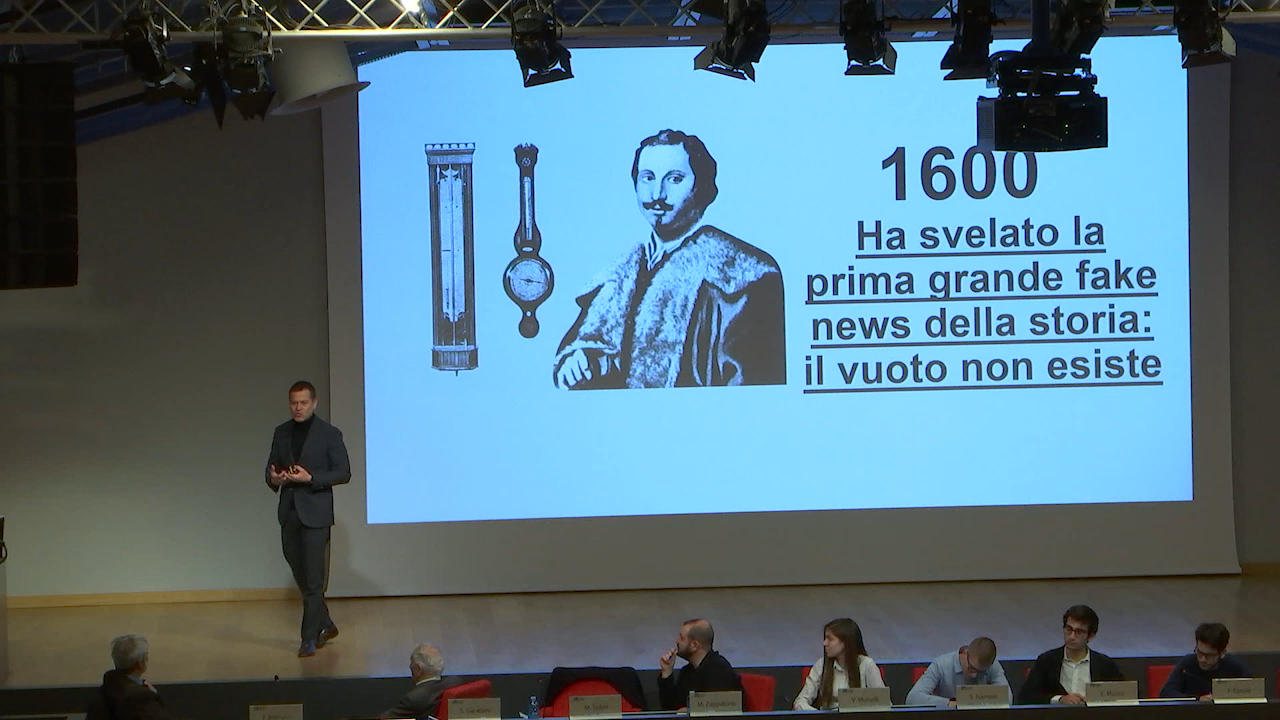 1600
Ha svelato la
prima grande fake
news della storia:
il vuoto non esiste